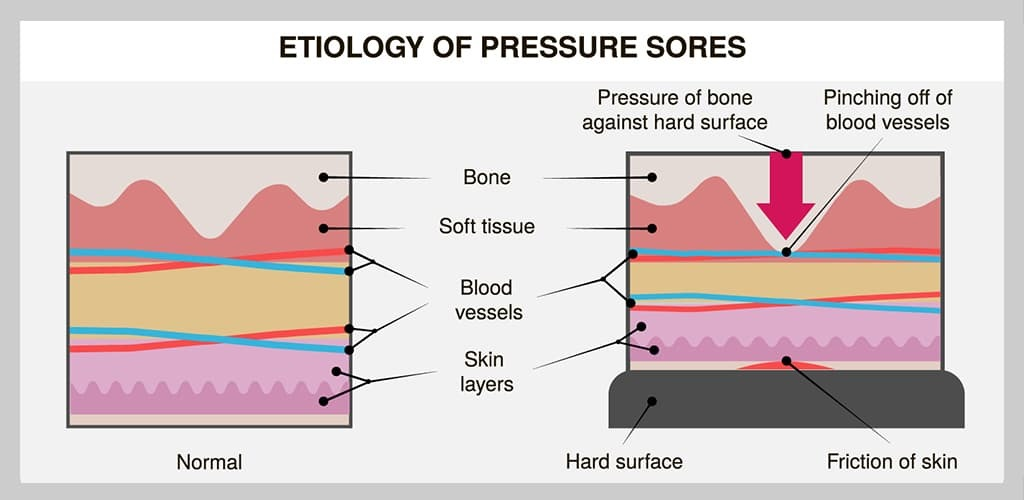 ETIOLOGY OF PRESSURE SORES
Pressure of bone
against hard surface
Pinching off of
blood vessels
Bone
Soft tissue
Blood
vessels
Skin
layers
Normal
Hard surface
Friction of skin